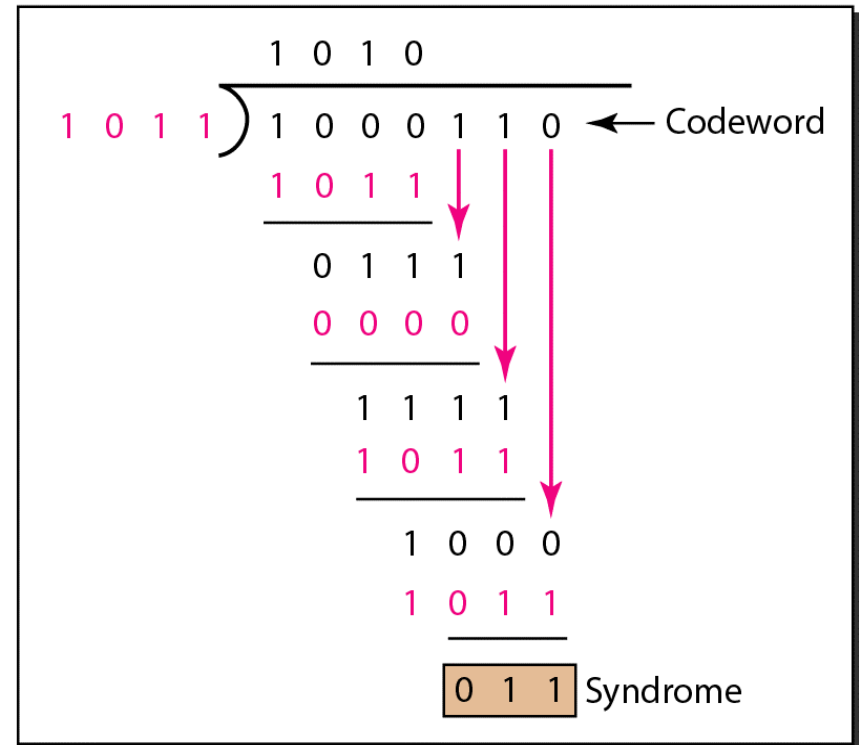 1 0 1 0
1 0 1 1 ) 1 0 0 0 1 1 0 Codeword
1 0 1 1
0 1 1 1
0 0 0 0
1 1 1 1
1 0 1 1
1 0 0 0
1 0 1 1
0 1 1 Syndrome